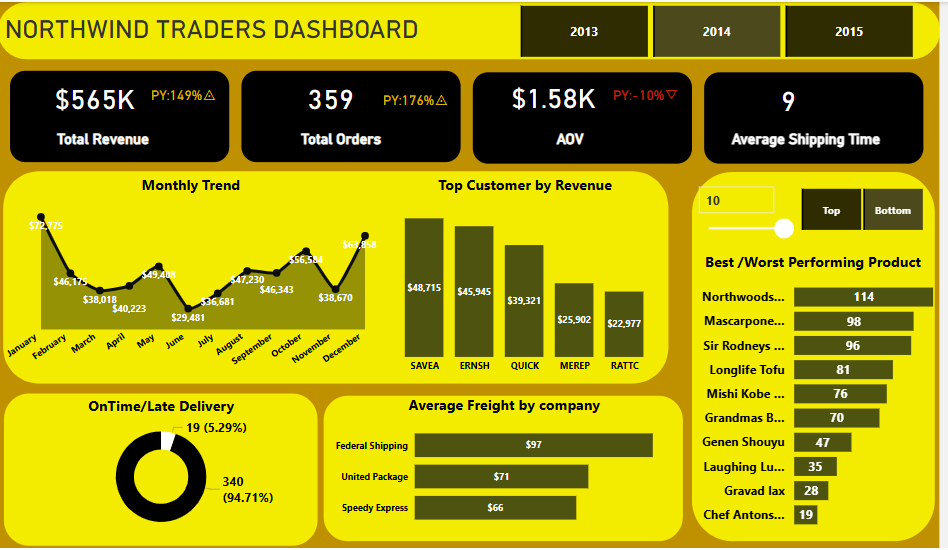 NORTHWIND TRADERS DASHBOARD
2013
2014
2015
$565K PY:149%△
Total Revenue
359 PY:176%△
Total Orders
$1.58K PY:-10%▽
AOV
9
Average Shipping Time
Monthly Trend
$72,775
$46,175
$38,018
$40,223
$49,488
$29,481
$36,681
$47,230
$46,343
$56,584
$38,670
$63,858
January
February
March
April
May
June
July
August
September
October
November
December
Top Customer by Revenue
$48,715
$45,945
$39,321
$25,902
$22,977
SAVEA
ERNSH
QUICK
MEREP
RATTC
10
Top
Bottom
Best /Worst Performing Product
Northwoods... 114
Mascarpone... 98
Sir Rodneys ... 96
Longlife Tofu 81
Mishi Kobe ... 76
Grandmas B... 70
Genen Shouyu 47
Laughing Lu... 35
Gravad lax 28
Chef Antons... 19
OnTime/Late Delivery
19 (5.29%)
340
(94.71%)
Average Freight by company
Federal Shipping $97
United Package $71
Speedy Express $66